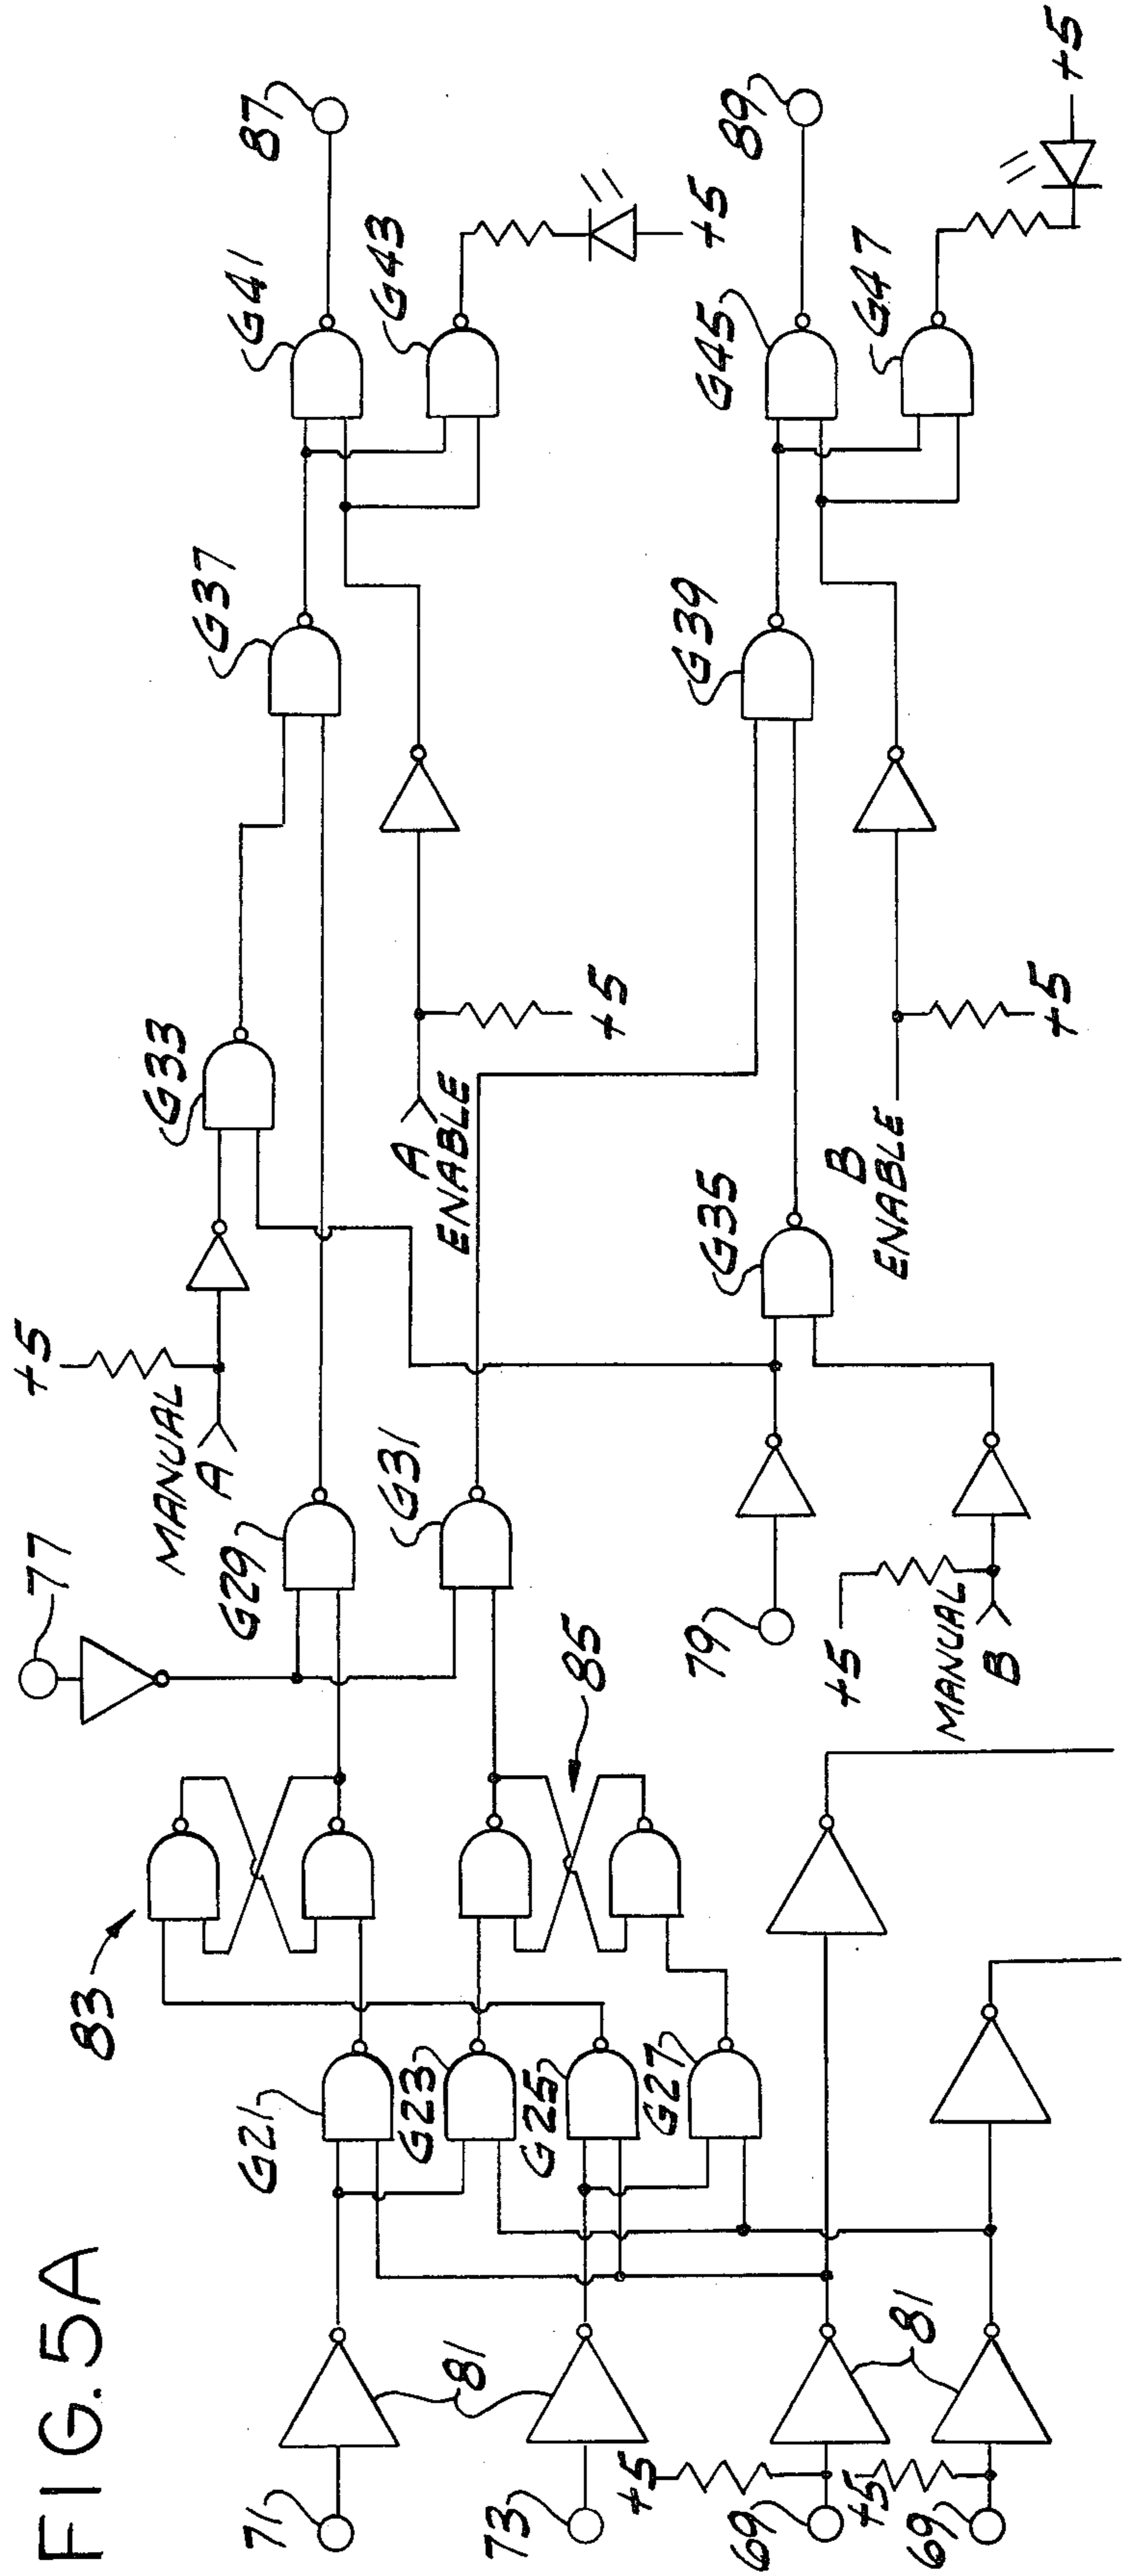 FIG. 5A
71
81
73
+5
69
+5
69
81
G21
G23
G25
G27
83
85
77
G29
G31
MANUAL
A
+5
79
+5
MANUAL
B
G33
G35
A
ENABLE
+5
B
ENABLE
+5
G37
G39
G41
G43
+5
87
G45
G47
+5
89